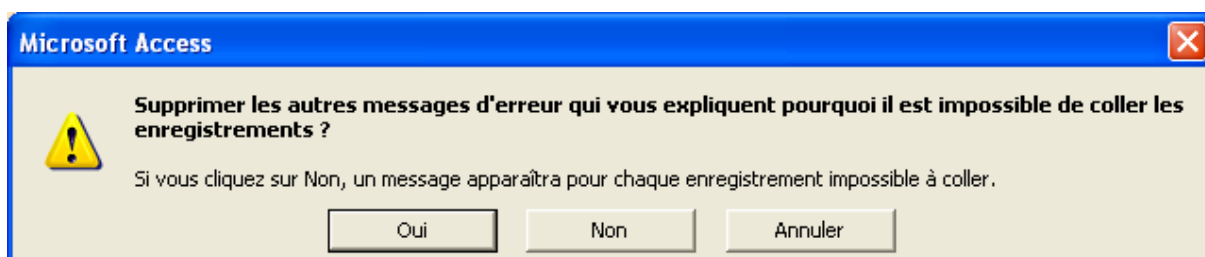 Microsoft Access
Supprimer les autres messages d'erreur qui vous expliquent pourquoi il est impossible de coller les
enregistrements ?
Si vous cliquez sur Non, un message apparaîtra pour chaque enregistrement impossible à coller.
Oui Non Annuler